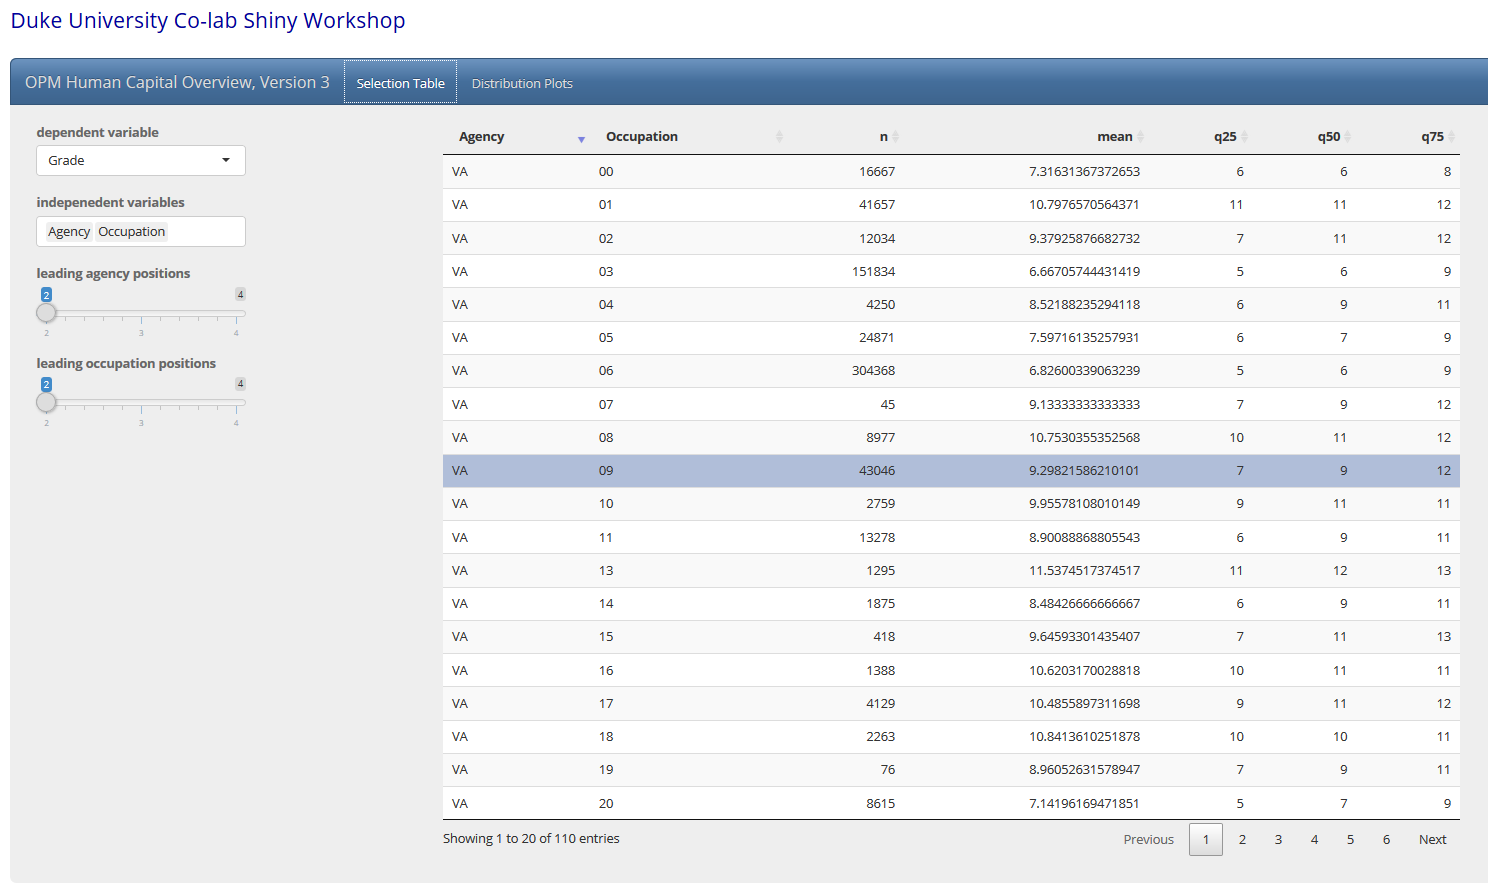 Duke University Co-lab Shiny Workshop
OPM Human Capital Overview, Version 3 Selection Table Distribution Plots
dependent variable
Grade
indepenedent variables
Agency Occupation
leading agency positions
2 4
2 3 4
leading occupation positions
2 4
2 3 4
Agency Occupation n mean q25 q50 q75
VA 00 16667 7.31631367372653 6 6 8
VA 01 41657 10.7976570564371 11 11 12
VA 02 12034 9.37925876682732 7 11 12
VA 03 151834 6.66705744431419 5 6 9
VA 04 4250 8.52188235294118 6 9 11
VA 05 24871 7.59716135257931 6 7 9
VA 06 304368 6.82600339063239 5 6 9
VA 07 45 9.13333333333333 7 9 12
VA 08 8977 10.7530355352568 10 11 12
VA 09 43046 9.29821586210101 7 9 12
VA 10 2759 9.95578108010149 9 11 11
VA 11 13278 8.90088868805543 6 9 11
VA 13 1295 11.5374517374517 11 12 13
VA 14 1875 8.48426666666667 6 9 11
VA 15 418 9.64593301435407 7 11 13
VA 16 1388 10.6203170028818 10 11 11
VA 17 4129 10.4855897311698 9 11 12
VA 18 2263 10.8413610251878 10 10 11
VA 19 76 8.96052631578947 7 9 11
VA 20 8615 7.14196169471851 5 7 9
Showing 1 to 20 of 110 entries
Previous 1 2 3 4 5 6 Next